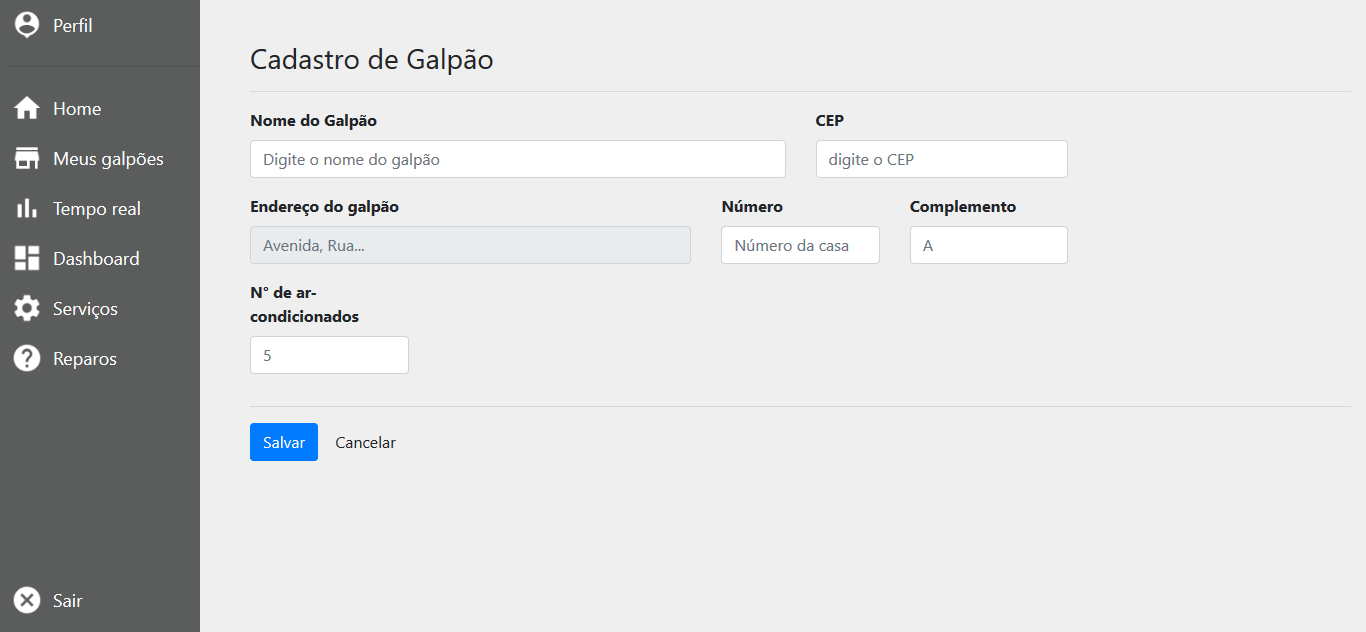 Perfil
Home
Meus galpões
Tempo real
Dashboard
Serviços
Reparos
Sair
Cadastro de Galpão
Nome do Galpão
CEP
Digite o nome do galpão
digite o CEP
Endereço do galpão
Número
Complemento
Avenida, Rua...
Número da casa
A
N° de ar-
condicionados
5
Salvar
Cancelar